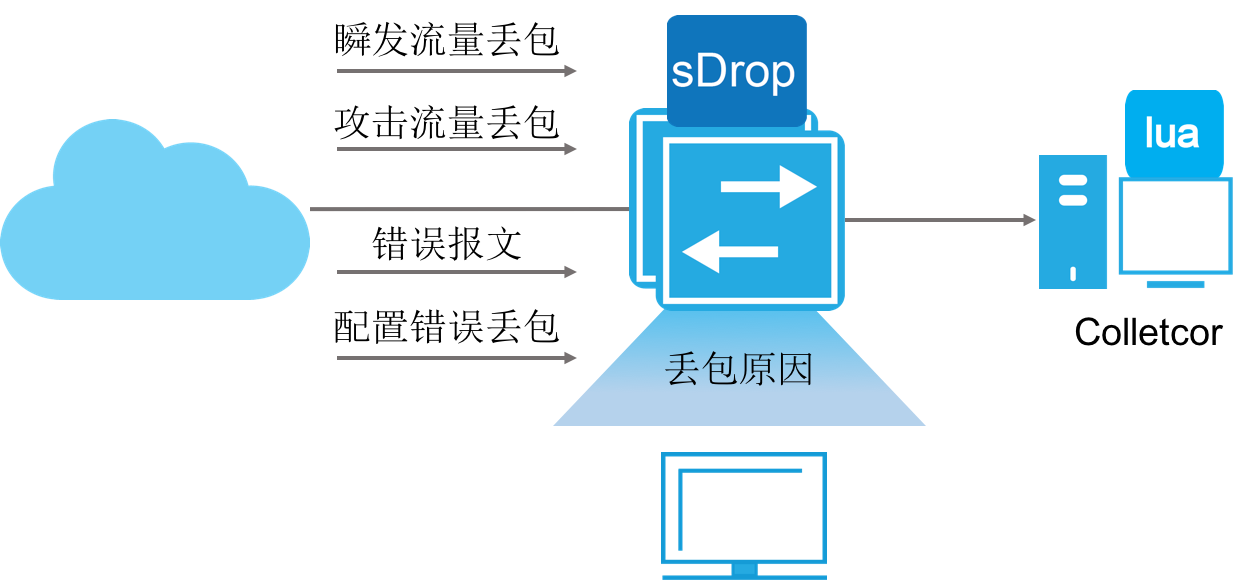 瞬发流量丢包
攻击流量丢包
错误报文
配置错误丢包
sDrop
丢包原因
lua
Colletcor